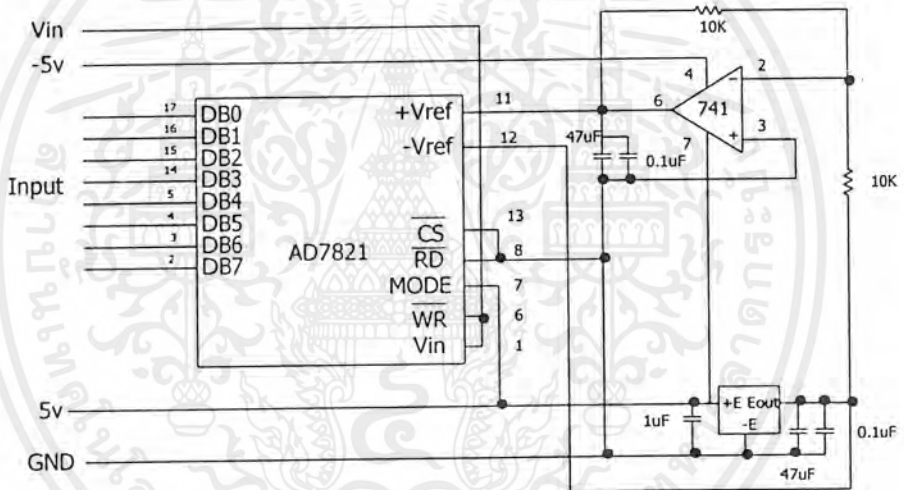 Vin
-5v
10K
4
2
6
741
7
3
+Vref
11
-Vref
12
47uF
0.1uF
10K
17
DB0
16
DB1
15
DB2
14
DB3
Input
5
DB4
4
DB5
3
DB6
2
DB7
AD7821
CS
13
RD
8
MODE
7
WR
6
Vin
1
5v
1uF
+E Eout
-E
0.1uF
47uF
GND